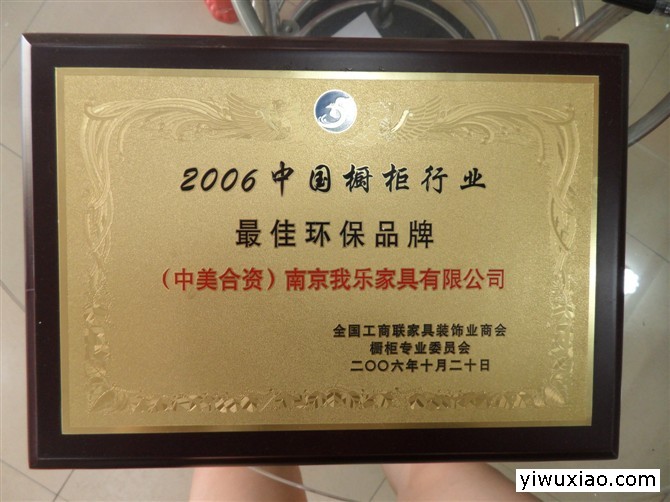 2006中国橱柜行业
最佳环保品牌
（中美合资）南京我乐家具有限公司
全国工商联家具装饰业商会
橱柜专业委员会
二〇〇六年十月二十日
yiwuxiao.com